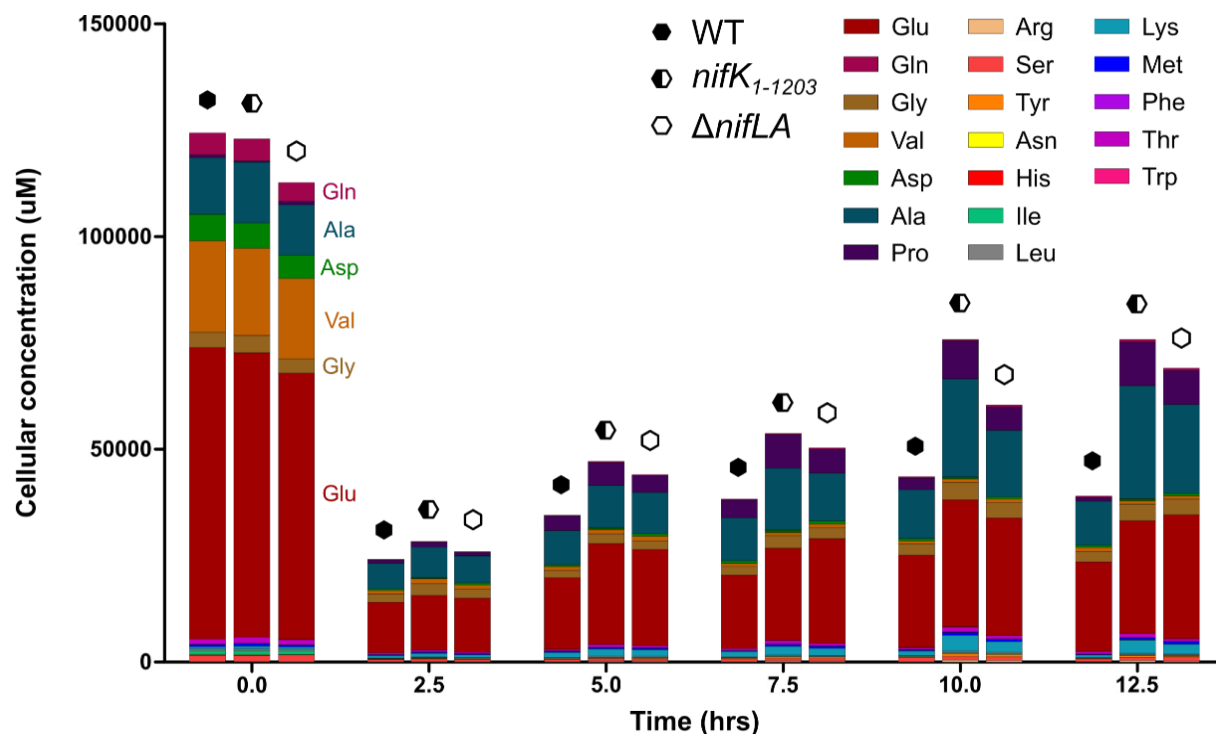 150000
100000
50000
0
Cellular concentration (uM)
WT
nifK1-1203
ΔnifLA
Glu
Gln
Gly
Val
Asp
Ala
Pro
Arg
Ser
Tyr
Asn
His
Ile
Leu
Lys
Met
Phe
Thr
Trp
Gln
Ala
Asp
Val
Gly
Glu
0.0 2.5 5.0 7.5 10.0 12.5
Time (hrs)